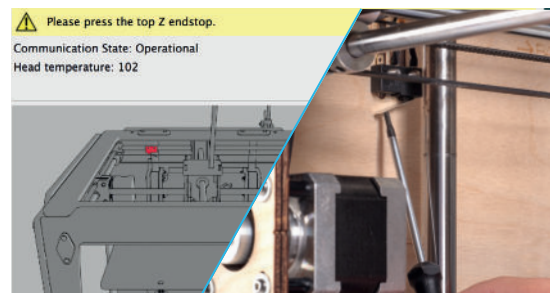 Please press the top Z endstop.
Communication State: Operational
Head temperature: 102